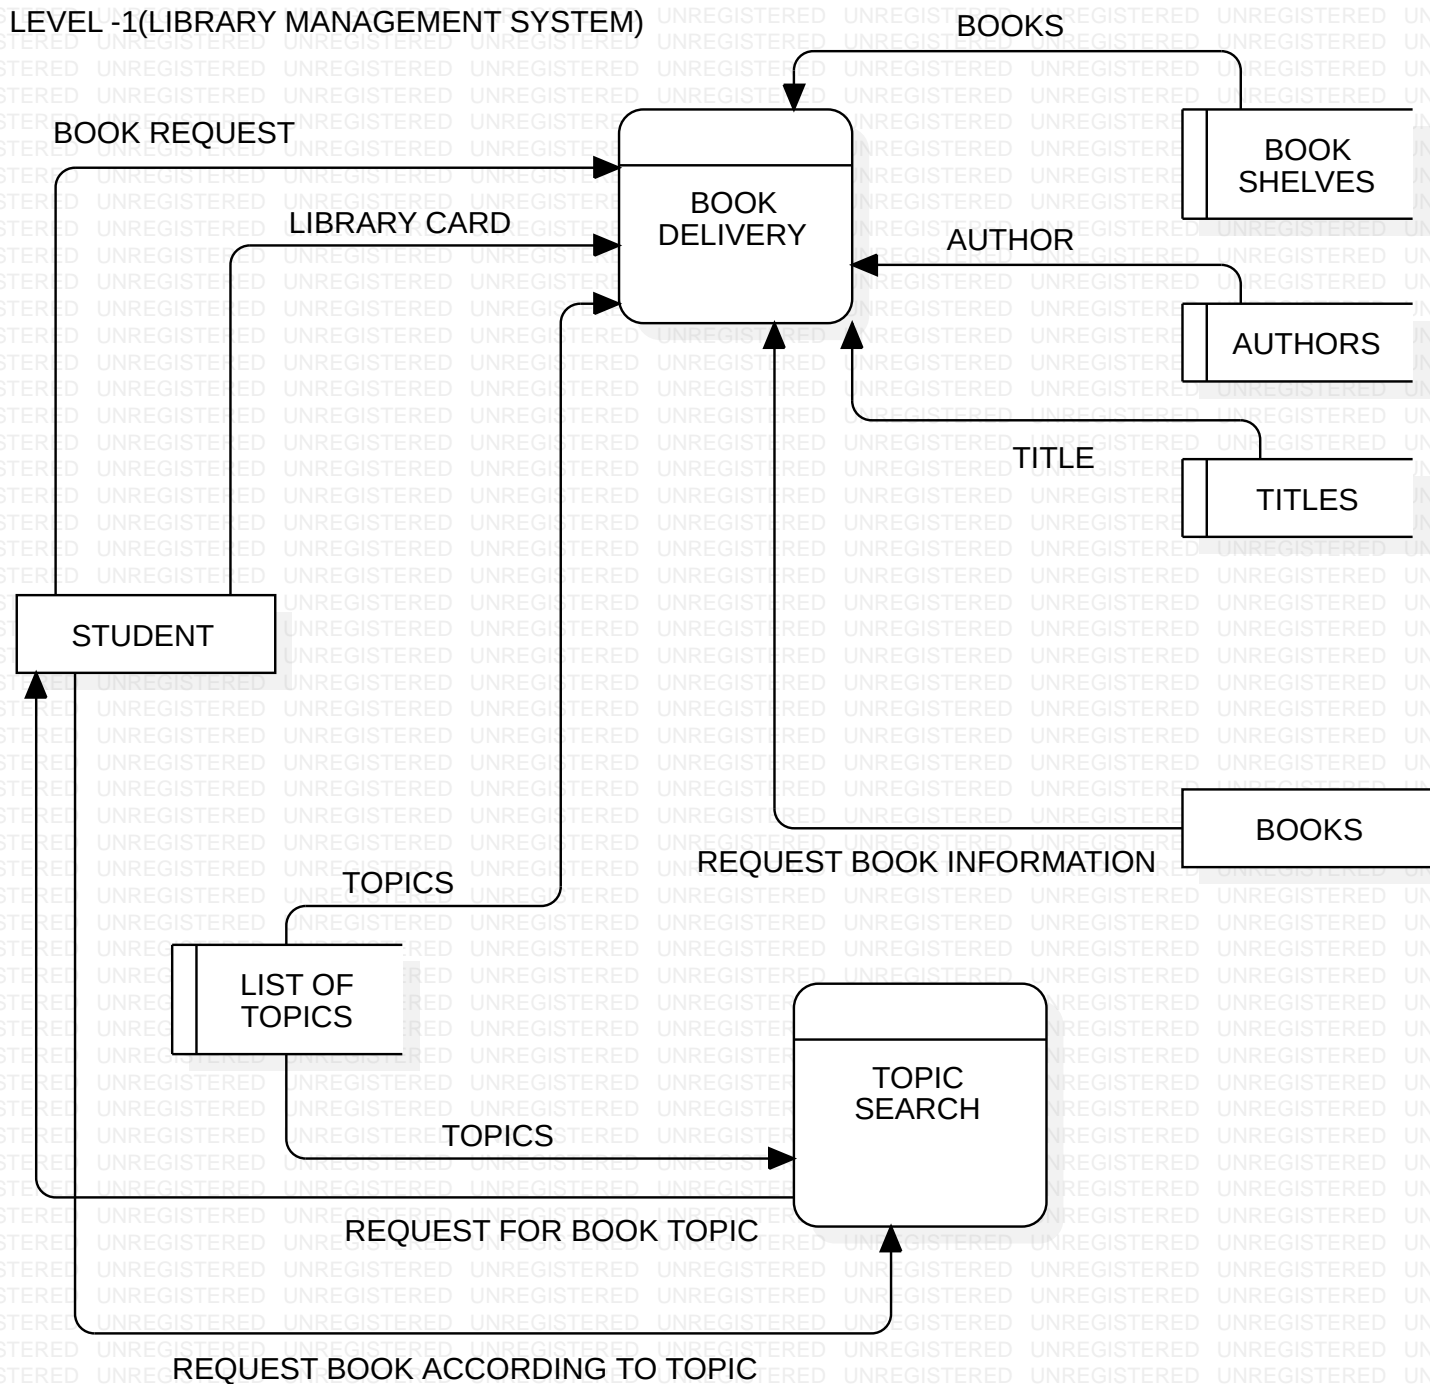 LEVEL -1(LIBRARY MANAGEMENT SYSTEM)
BOOKS
BOOK REQUEST
BOOK
SHELVES
BOOK
DELIVERY
LIBRARY CARD
AUTHOR
AUTHORS
TITLE
TITLES
STUDENT
BOOKS
REQUEST BOOK INFORMATION
TOPICS
LIST OF
TOPICS
TOPIC
SEARCH
TOPICS
REQUEST FOR BOOK TOPIC
REQUEST BOOK ACCORDING TO TOPIC
UNREGISTERED